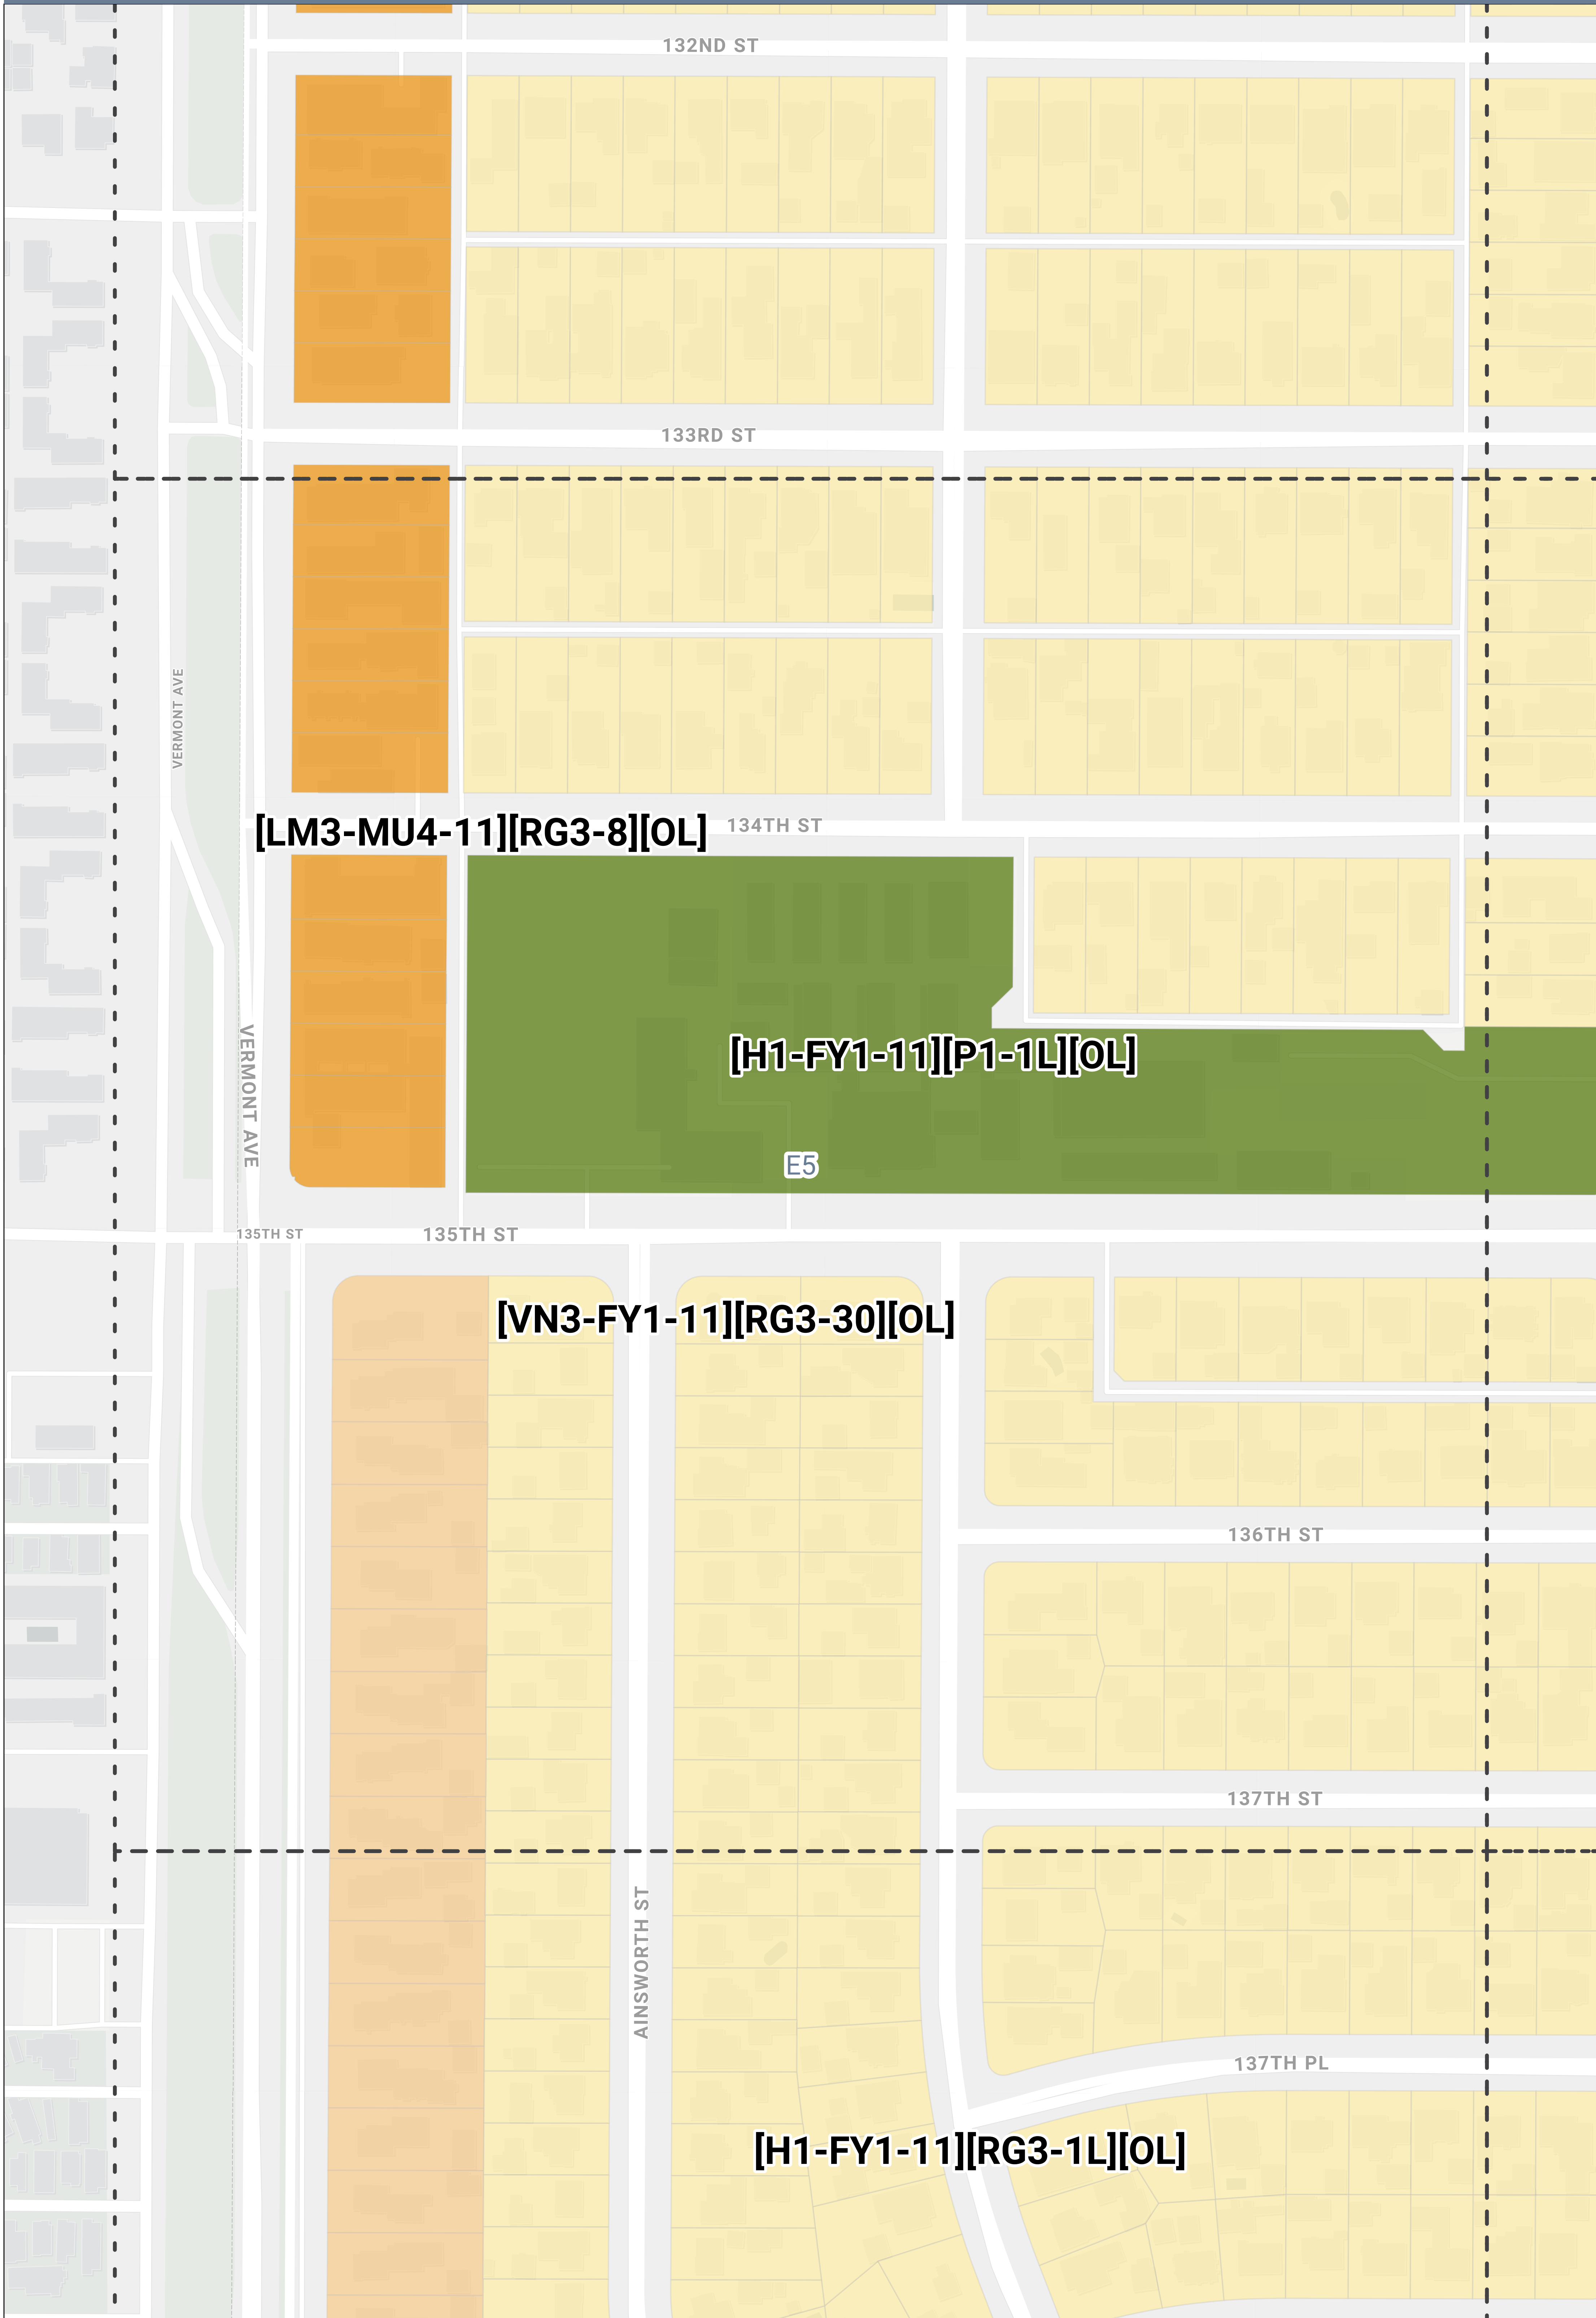 132ND ST
133RD ST
VERMONT AVE
[LM3-MU4-11][RG3-8][OL]
134TH ST
[H1-FY1-11][P1-1L][OL]
VERMONT AVE
E5
135TH ST
135TH ST
[VN3-FY1-11][RG3-30][OL]
136TH ST
137TH ST
AINSWORTH ST
137TH PL
[H1-FY1-11][RG3-1L][OL]